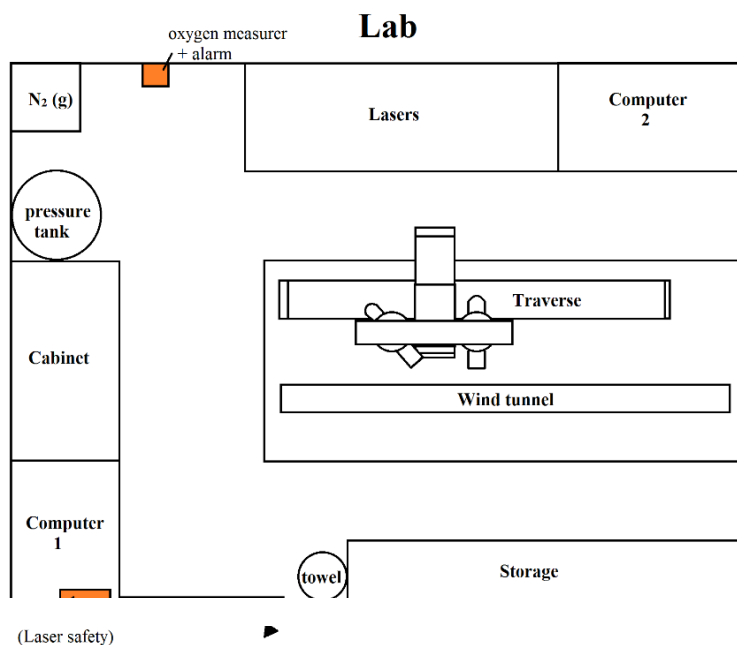 Lab
oxygen measurer
+ alarm
N₂ (g)
Lasers
Computer
2
pressure
tank
Traverse
Cabinet
Wind tunnel
Computer
1
towel
Storage
(Laser safety)